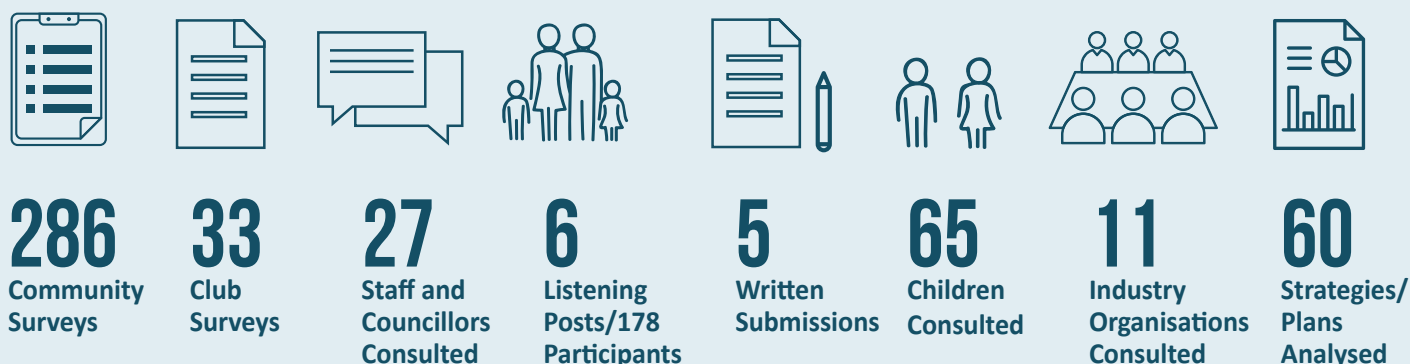 286
Community
Surveys
33
Club
Surveys
27
Staff and
Councillors
Consulted
6
Listening
Posts/178
Participants
5
Written
Submissions
65
Children
Consulted
11
Industry
Organisations
Consulted
60
Strategies/
Plans
Analysed